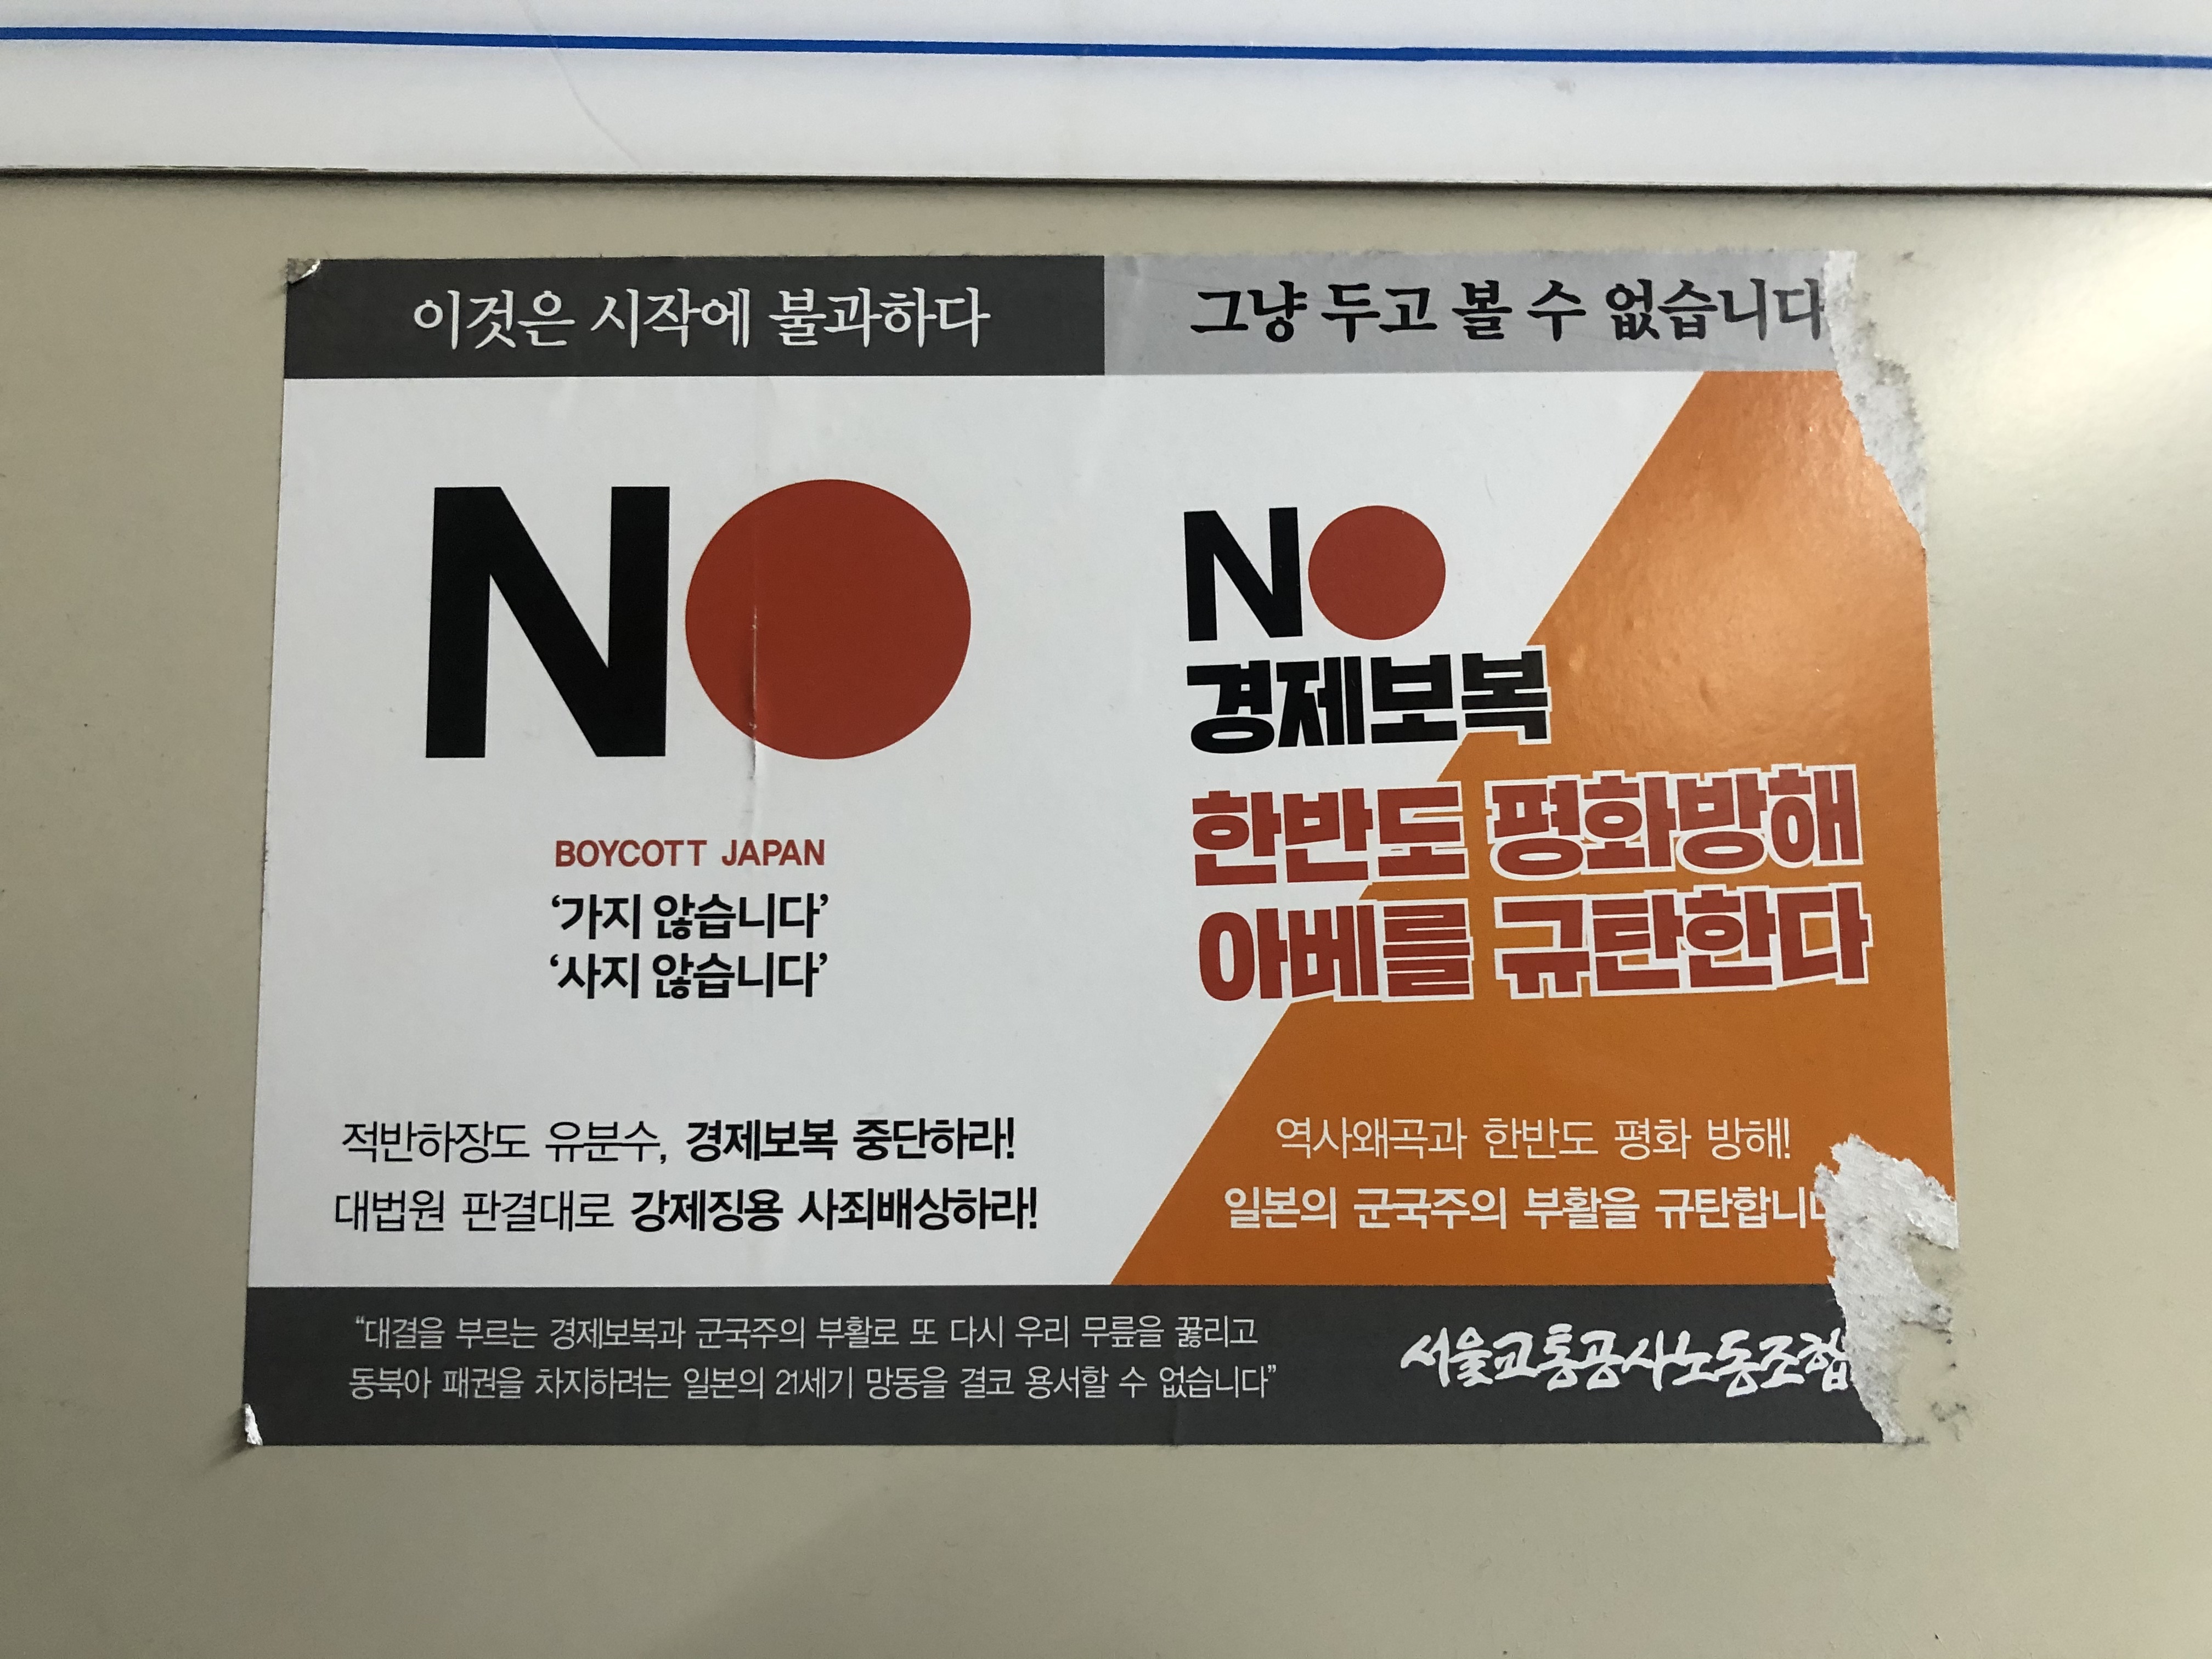 이것은 시작에 불과하다
NO
BOYCOTT JAPAN
‘가지 않습니다’
‘사지 않습니다’
적반하장도 유분수, 경제보복 중단하라!
대법원 판결대로 강제징용 사죄배상하라!
그냥 두고 볼 수 없습니다
NO
경제보복
한반도 평화방해
아베를 규탄한다
역사왜곡과 한반도 평화 방해!
일본의 군국주의 부활을 규탄합니다
“대결을 부르는 경제보복과 군국주의 부활로 또 다시 우리 무릎을 꿇리고
동북아 패권을 차지하려는 일본의 21세기 망동을 결코 용서할 수 없습니다”
서울교통공사노동조합